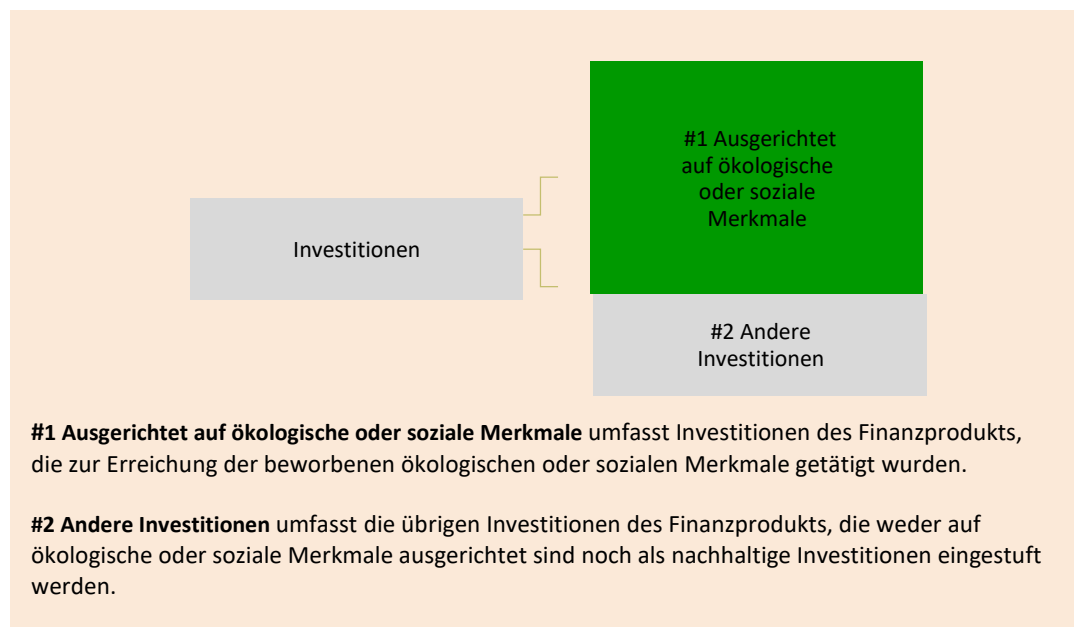 #1 Ausgerichtet
auf ökologische
oder soziale
Merkmale
Investitionen
#2 Andere
Investitionen
#1 Ausgerichtet auf ökologische oder soziale Merkmale umfasst Investitionen des Finanzprodukts,
die zur Erreichung der beworbenen ökologischen oder sozialen Merkmale getätigt wurden.
#2 Andere Investitionen umfasst die übrigen Investitionen des Finanzprodukts, die weder auf
ökologische oder soziale Merkmale ausgerichtet sind noch als nachhaltige Investitionen eingestuft
werden.